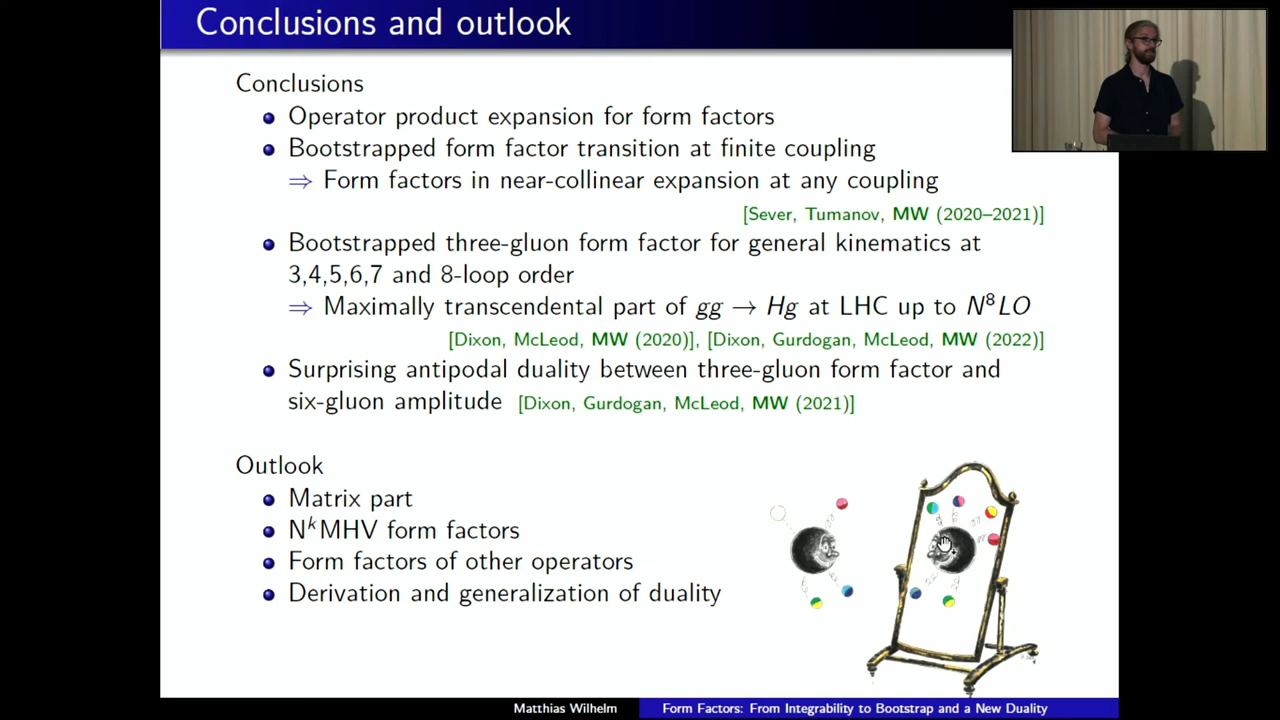 Conclusions and outlook
Conclusions
Operator product expansion for form factors
Bootstrapped form factor transition at finite coupling
⇒ Form factors in near-collinear expansion at any coupling
[Sever, Tumanov, MW (2020–2021)]
Bootstrapped three-gluon form factor for general kinematics at
3,4,5,6,7 and 8-loop order
⇒ Maximally transcendental part of gg → Hg at LHC up to N⁸LO
[Dixon, McLeod, MW (2020)], [Dixon, Gurdogan, McLeod, MW (2022)]
Surprising antipodal duality between three-gluon form factor and
six-gluon amplitude [Dixon, Gurdogan, McLeod, MW (2021)]
Outlook
Matrix part
NᵏMHV form factors
Form factors of other operators
Derivation and generalization of duality
Matthias Wilhelm Form Factors: From Integrability to Bootstrap and a New Duality